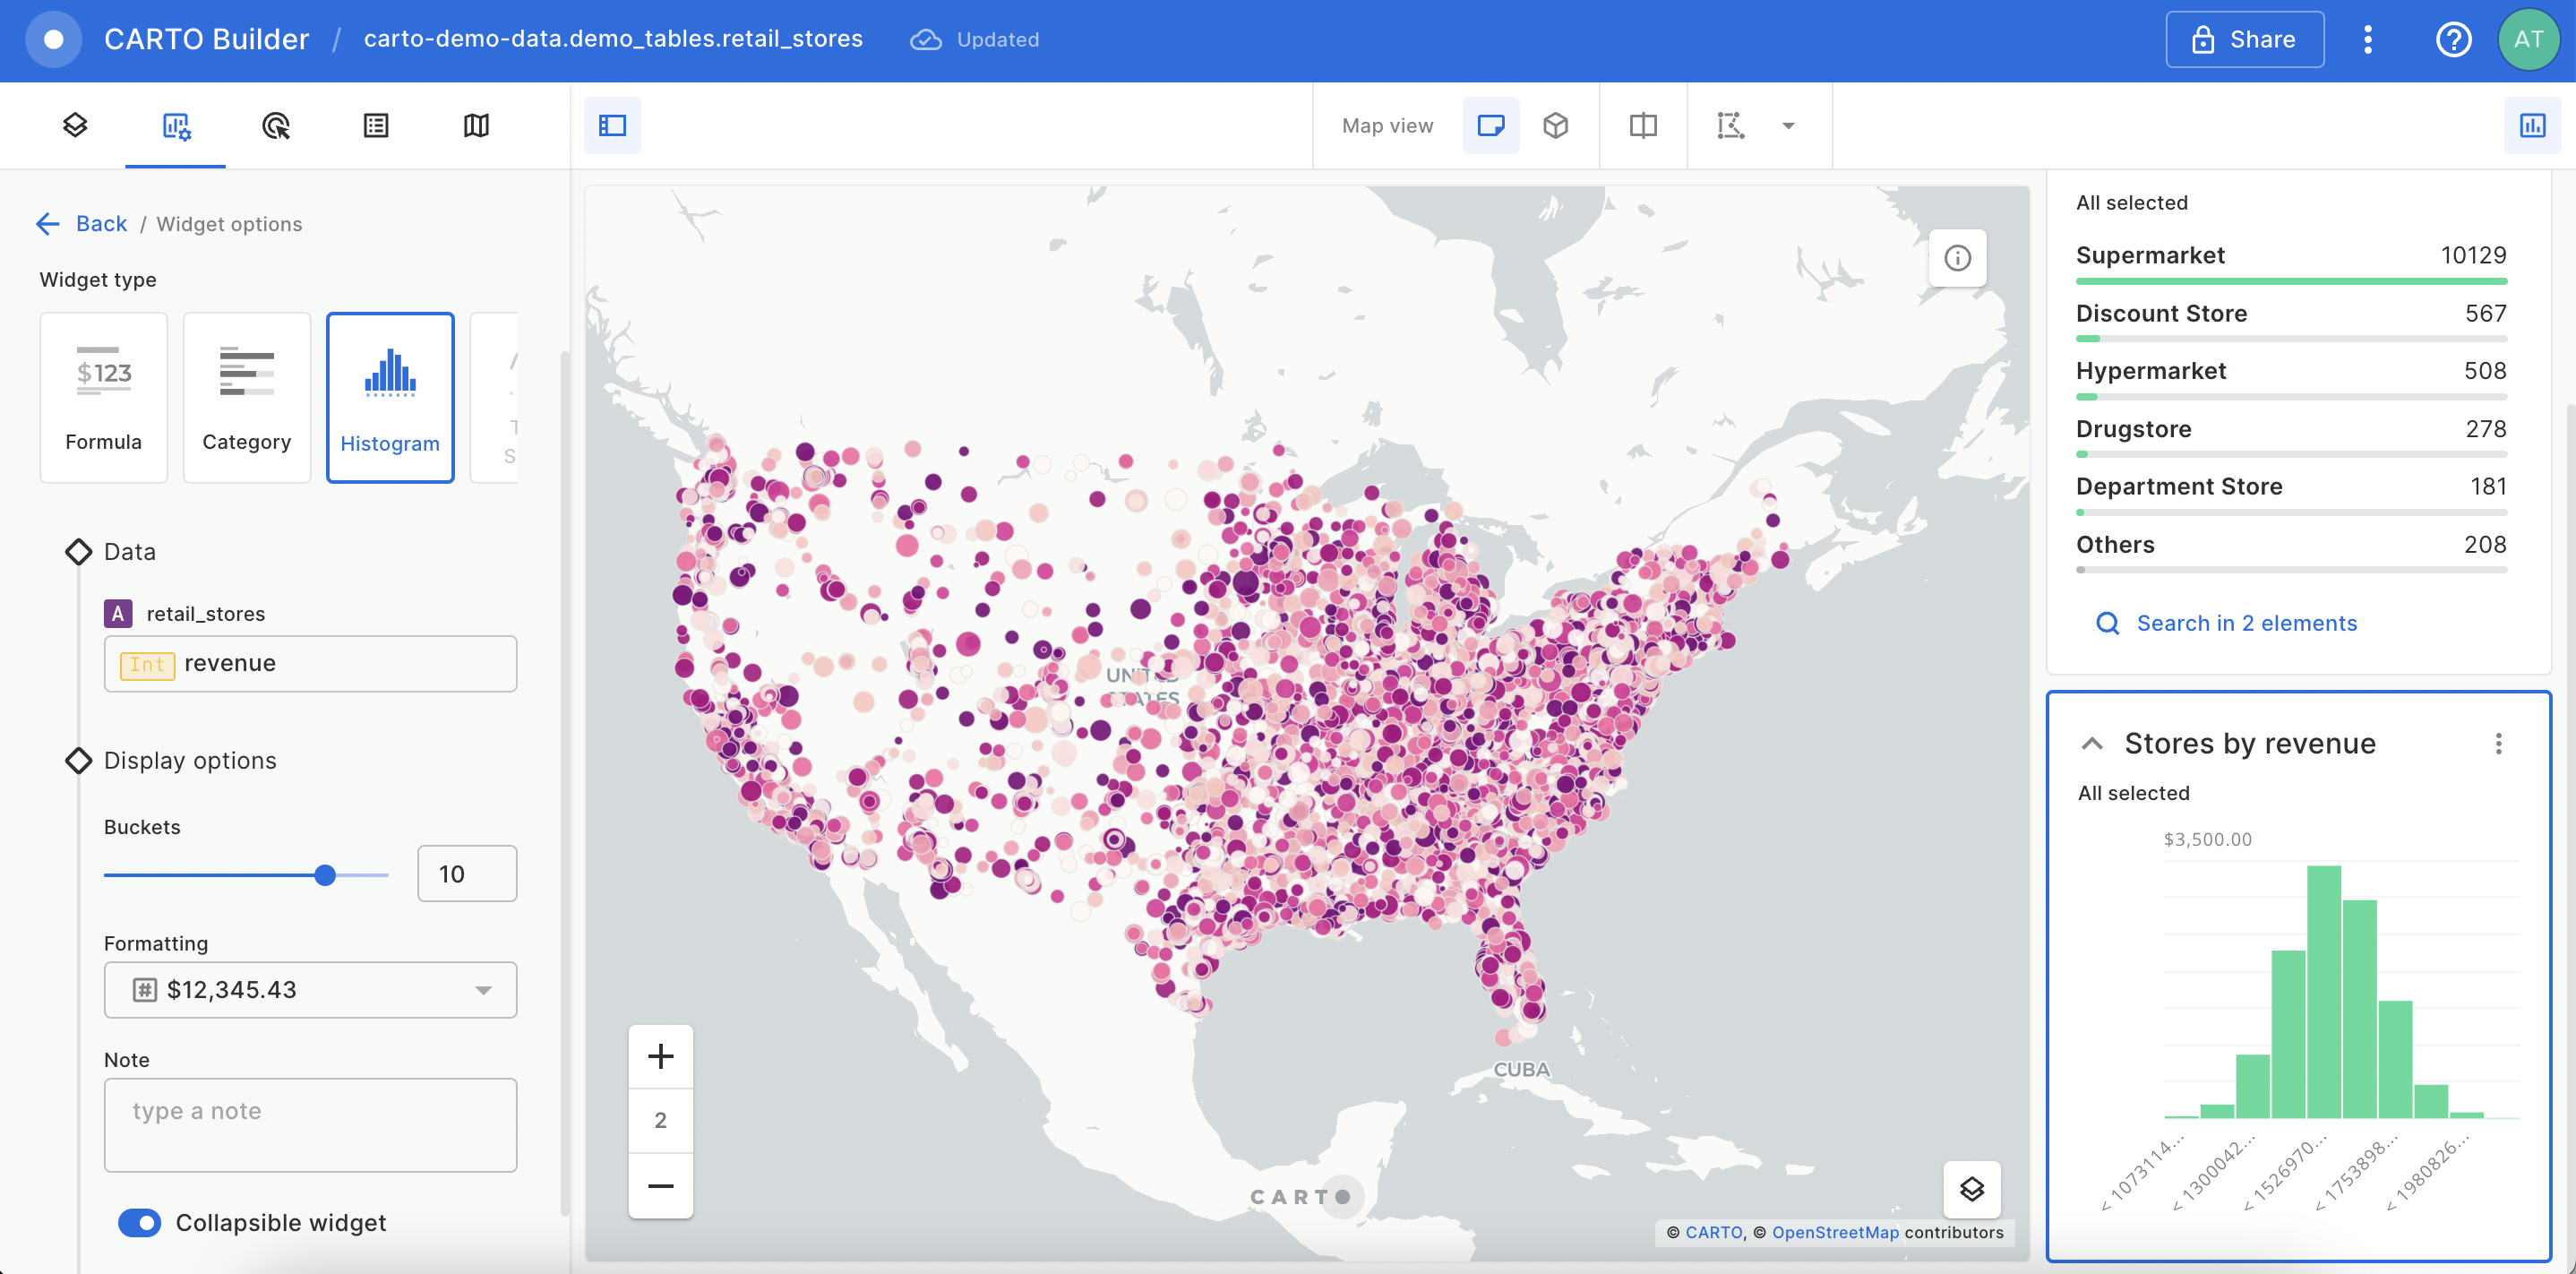 CARTO Builder / carto-demo-data.demo_tables.retail_stores Updated Share AT
Map view
Back / Widget options
Widget type
$123
Formula
Category
Histogram
T
S
Data
A retail_stores
Int revenue
Display options
Buckets
10
Formatting
# $12,345.43
Note
type a note
Collapsible widget
UNITED
STATES
CUBA
2
CARTO
© CARTO, © OpenStreetMap contributors
All selected
Supermarket 10129
Discount Store 567
Hypermarket 508
Drugstore 278
Department Store 181
Others 208
Search in 2 elements
Stores by revenue
All selected
$3,500.00
< 1073114...
< 1300042...
< 1526970...
< 1753898...
< 1980826...